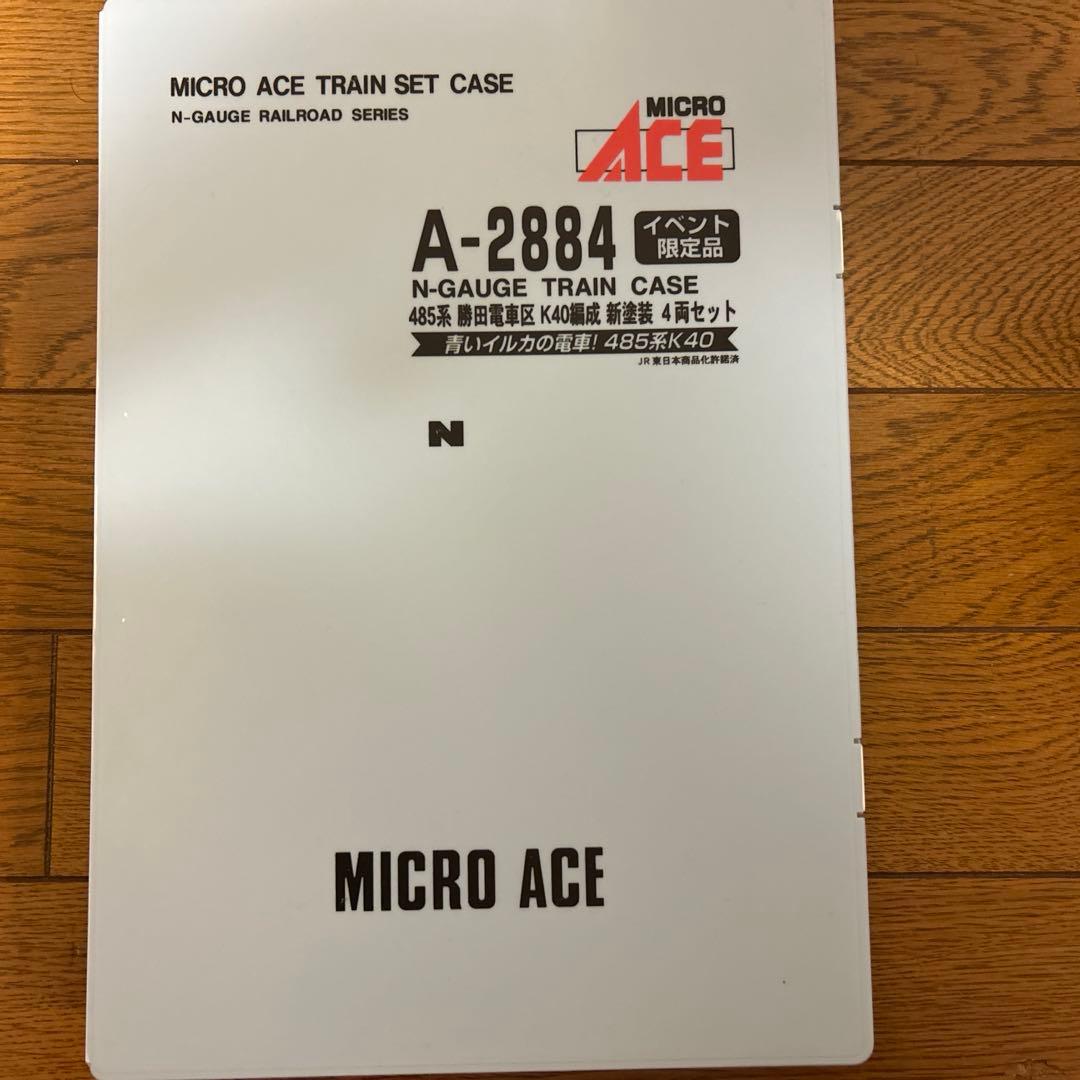 MICRO ACE TRAIN SET CASE
N-GAUGE RAILROAD SERIES
MICRO
ACE
A-2884
イベント
限定品
N-GAUGE TRAIN CASE
485系 勝田電車区 K40編成 新塗装 4両セット
青いイルカの電車! 485系K40
JR東日本商品化許諾済
N
MICRO ACE